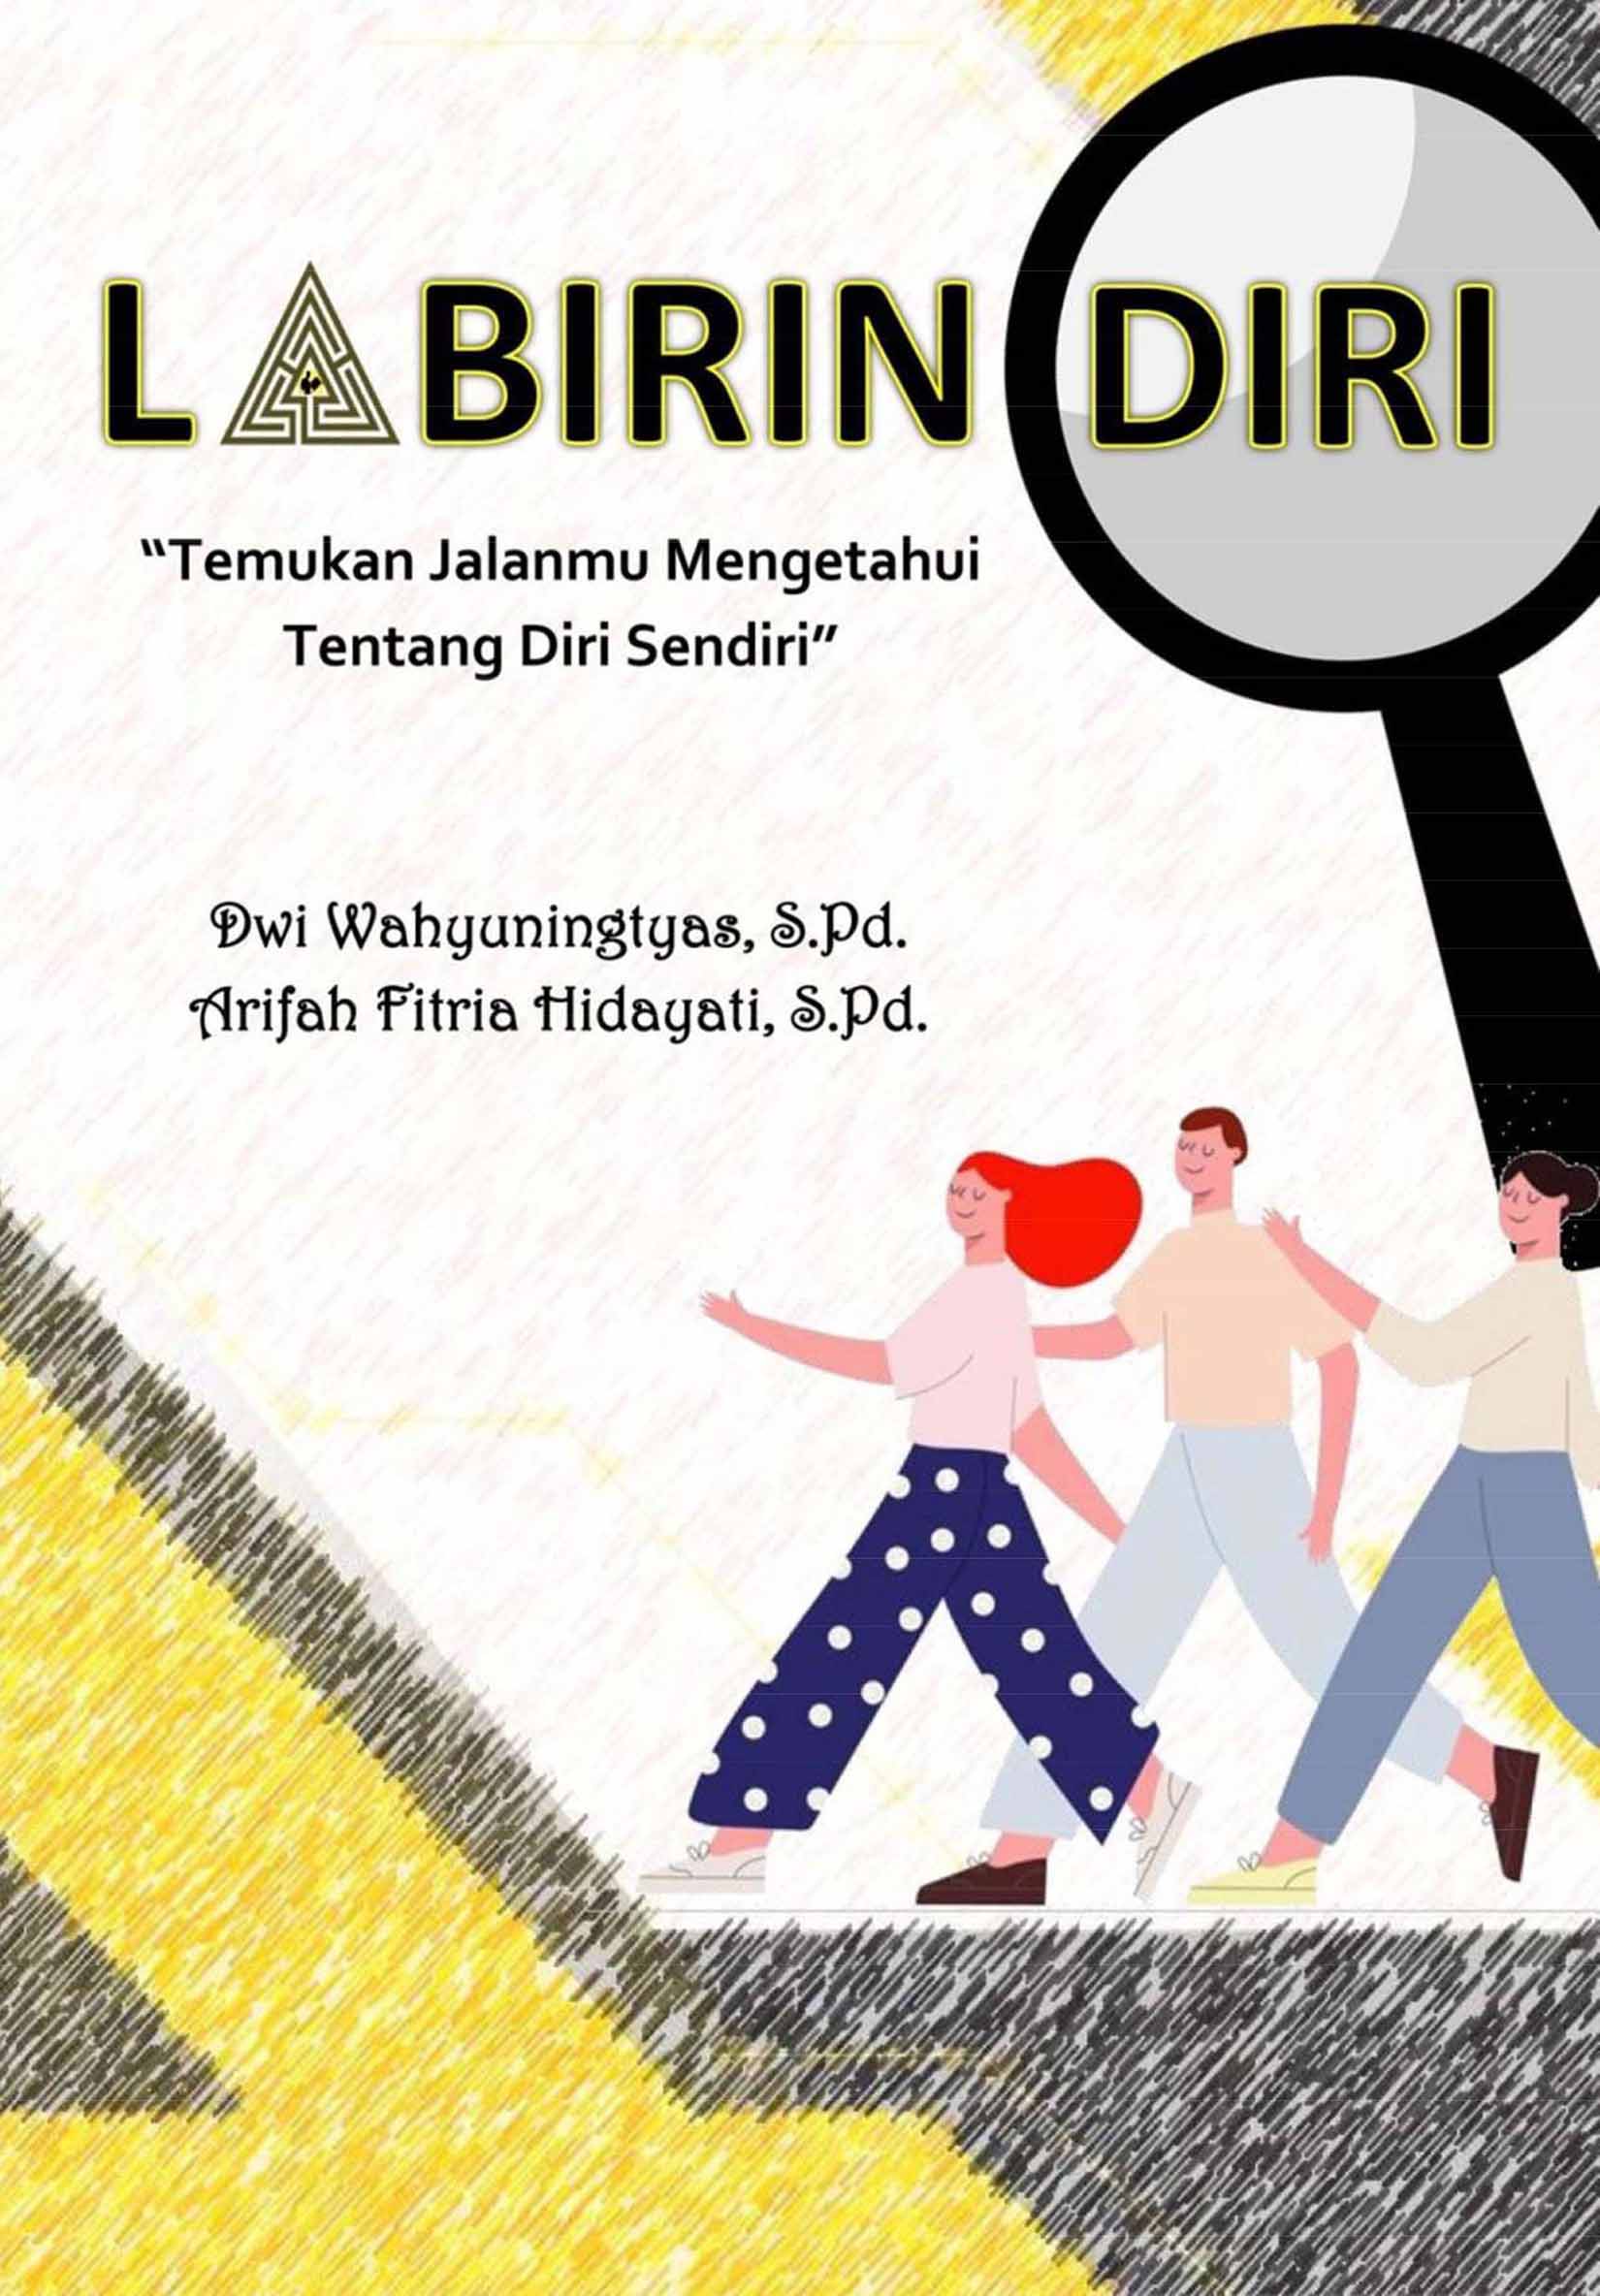 LABIRIN DIRI
“Temukan Jalanmu Mengetahui
Tentang Diri Sendiri”
Dwi Wahyuningtyas, S.Pd.
Arifah Fitria Hidayati, S.Pd.